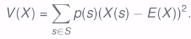 V(X) = ∑_{s∈S} p(s)(X(s) − E(X))².